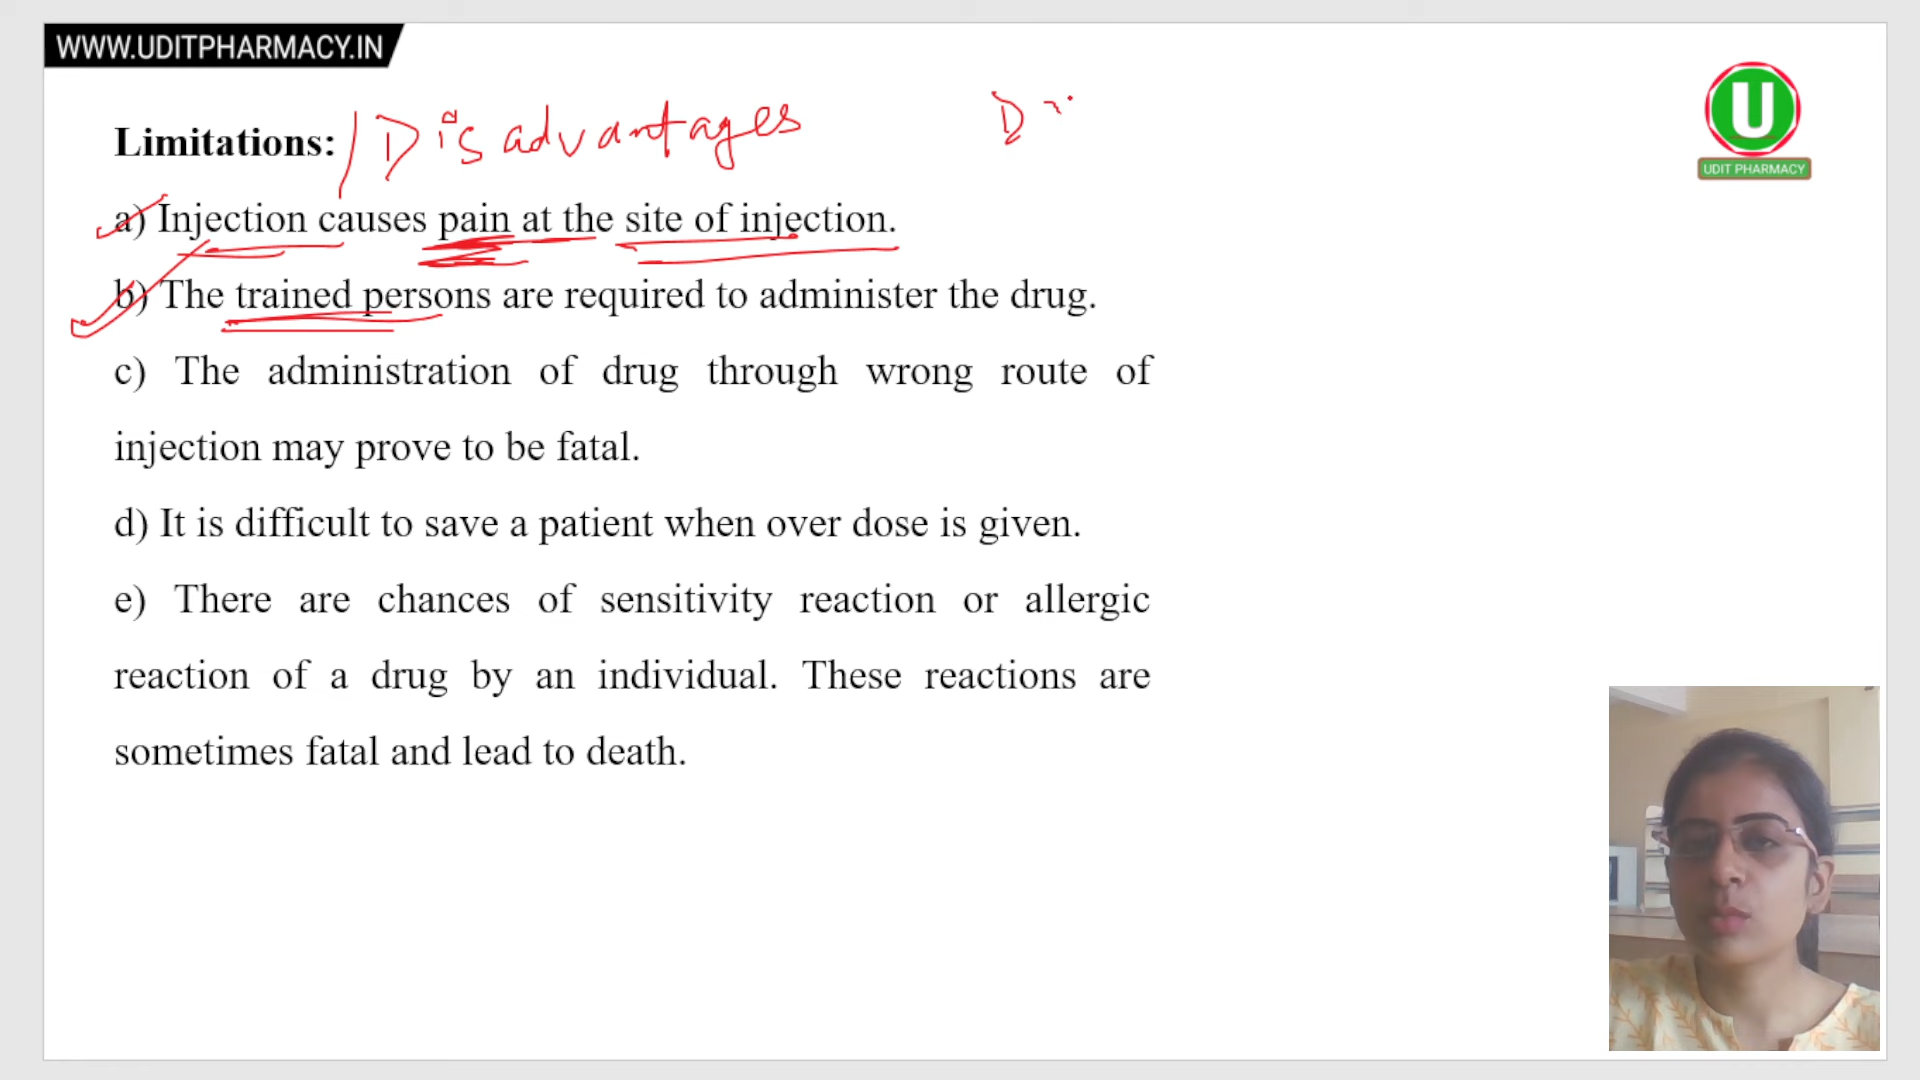 WWW.UDITPHARMACY.IN
U
UDIT PHARMACY
Limitations: / Disadvantages
a) Injection causes pain at the site of injection.
b) The trained persons are required to administer the drug.
c) The administration of drug through wrong route of
injection may prove to be fatal.
d) It is difficult to save a patient when over dose is given.
e) There are chances of sensitivity reaction or allergic
reaction of a drug by an individual. These reactions are
sometimes fatal and lead to death.